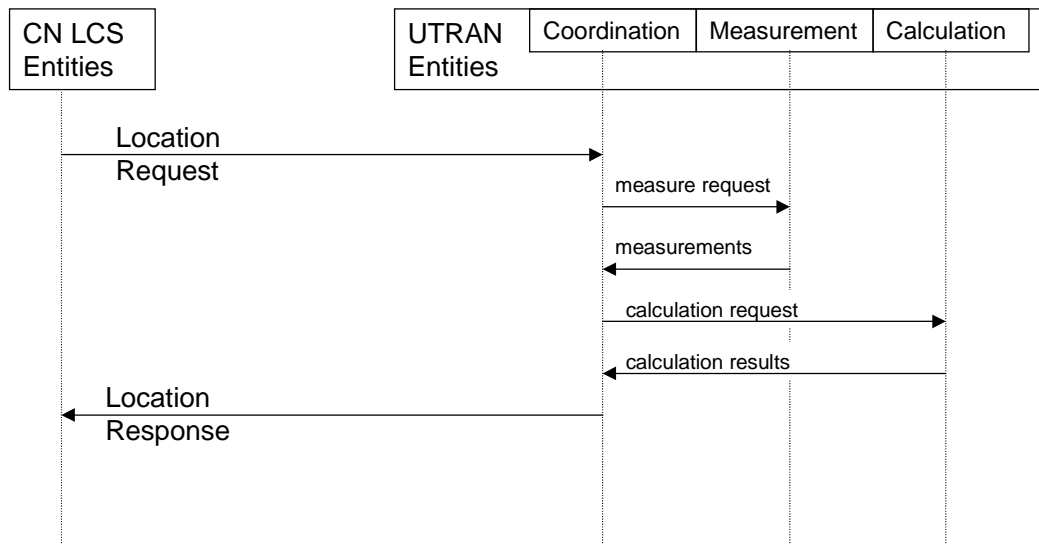 CN LCS
Entities
UTRAN
Entities
Coordination
Measurement
Calculation
Location
Request
measure request
measurements
calculation request
calculation results
Location
Response